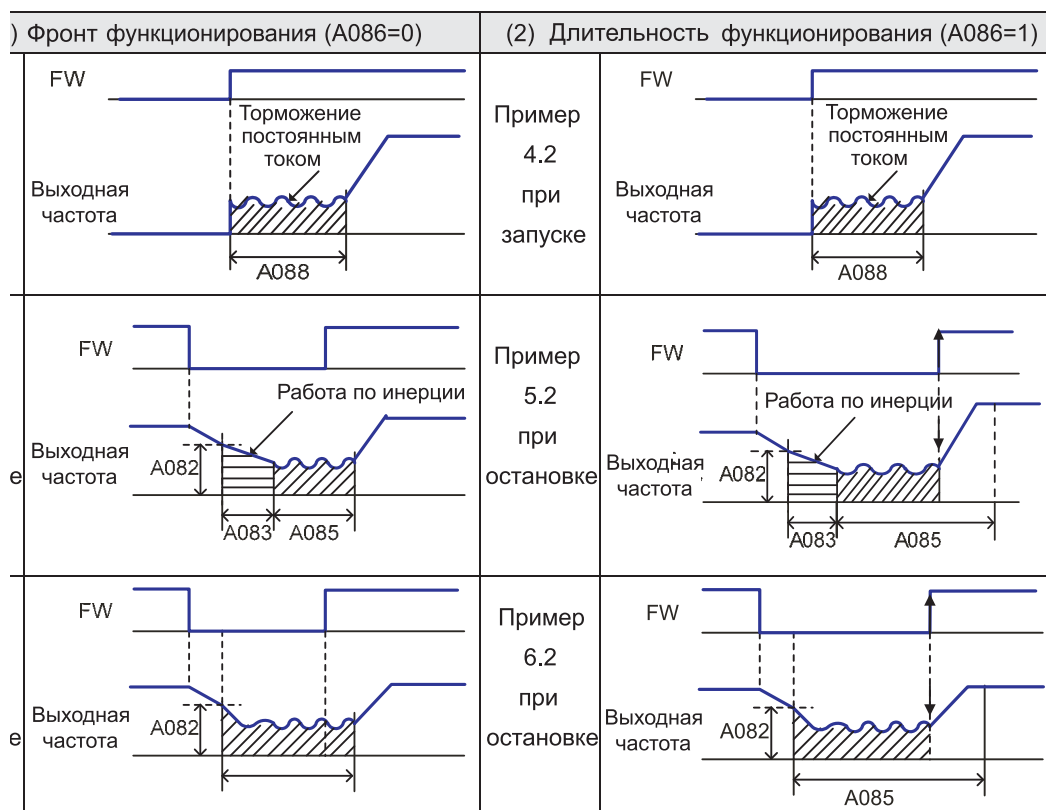 ) Фронт функционирования (A086=0)
(2) Длительность функционирования (A086=1)
FW
Торможение
постоянным
током
Выходная
частота
A088
Пример
4.2
при
запуске
FW
Торможение
постоянным
током
Выходная
частота
A088
е
FW
Работа по инерции
Выходная
частота
A082
A083
A085
Пример
5.2
при
остановке
FW
Работа по инерции
Выходная
частота
A082
A083
A085
е
FW
Выходная
частота
A082
Пример
6.2
при
остановке
FW
Выходная
частота
A082
A085